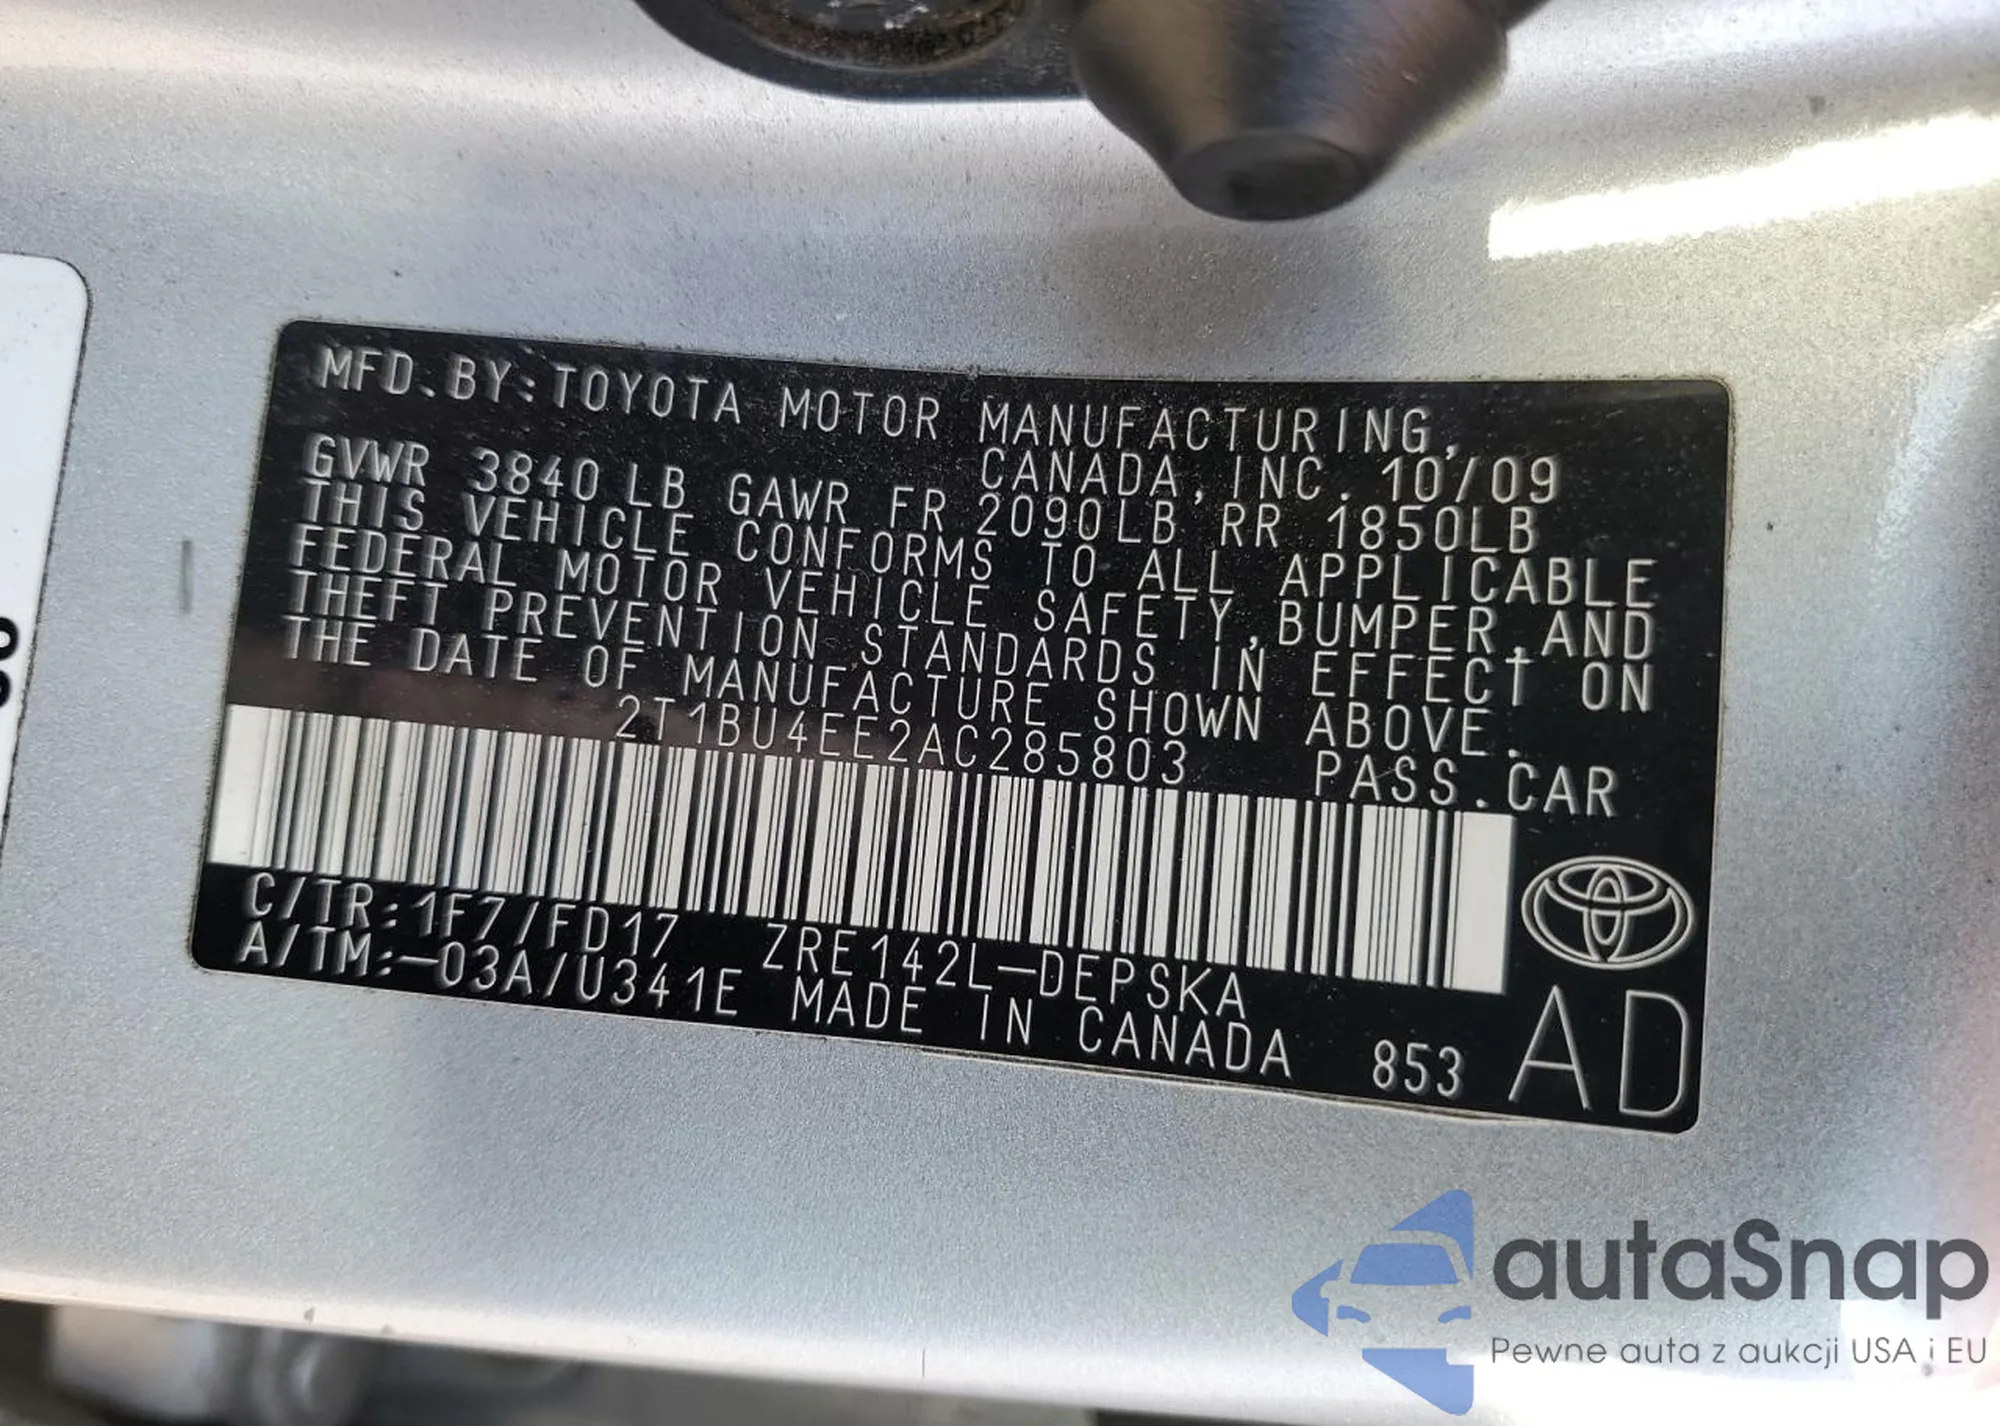 MFD.BY:TOYOTA MOTOR MANUFACTURING,
CANADA, INC. 10/09
GVWR 3840LB GAWR FR 2090LB RR 1850LB
THIS VEHICLE CONFORMS TO ALL APPLICABLE
FEDERAL MOTOR VEHICLE SAFETY,BUMPER,AND
THEFT PREVENTION STANDARDS IN EFFECT ON
THE DATE OF MANUFACTURE SHOWN ABOVE.
2T1BU4EE2AC285803 PASS.CAR
C/TR:1F7/FD17 ZRE142L-DEPSKA
A/TM:-03A/U341E MADE IN CANADA 853 AD
autaSnap
Pewne auta z aukcji USA i EU